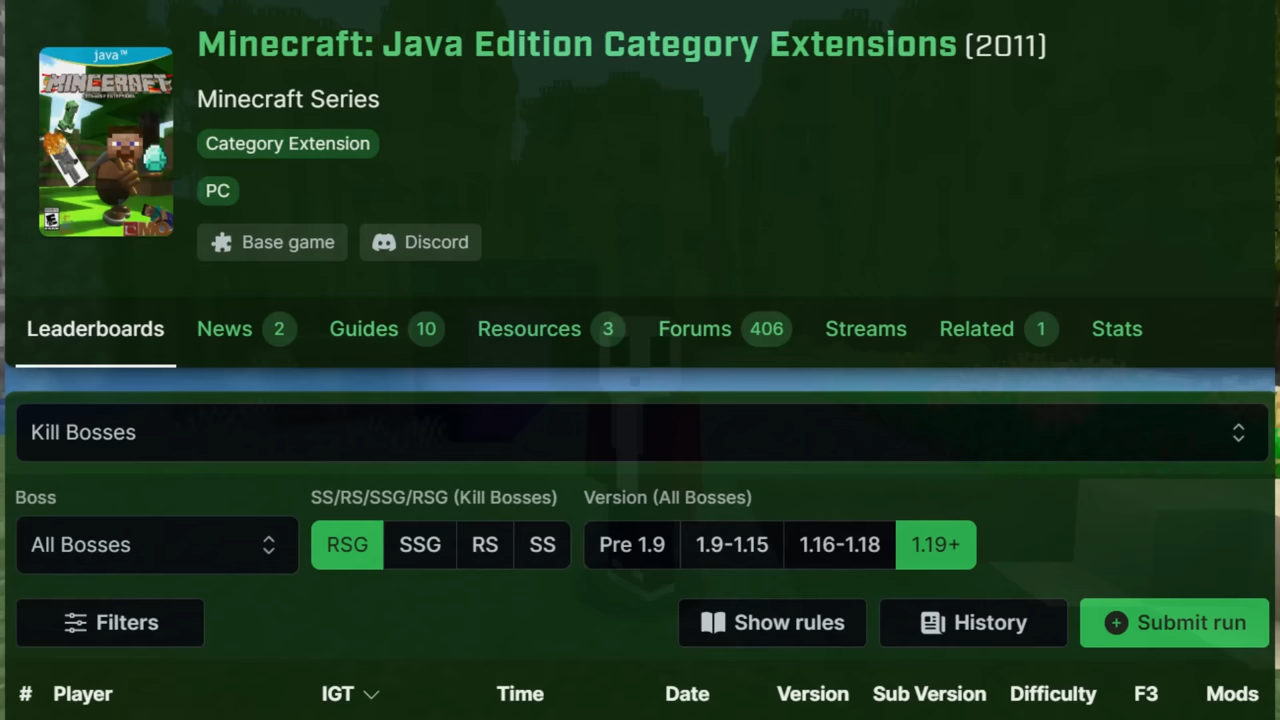 Minecraft: Java Edition Category Extensions (2011)
java™
MINCERAFT
Minecraft Series
Category Extension
PC
Base game
Discord
Leaderboards
News 2
Guides 10
Resources 3
Forums 406
Streams
Related 1
Stats
Kill Bosses
Boss
SS/RS/SSG/RSG (Kill Bosses)
Version (All Bosses)
All Bosses
RSG
SSG
RS
SS
Pre 1.9
1.9-1.15
1.16-1.18
1.19+
Filters
Show rules
History
Submit run
# Player IGT Time Date Version Sub Version Difficulty F3 Mods